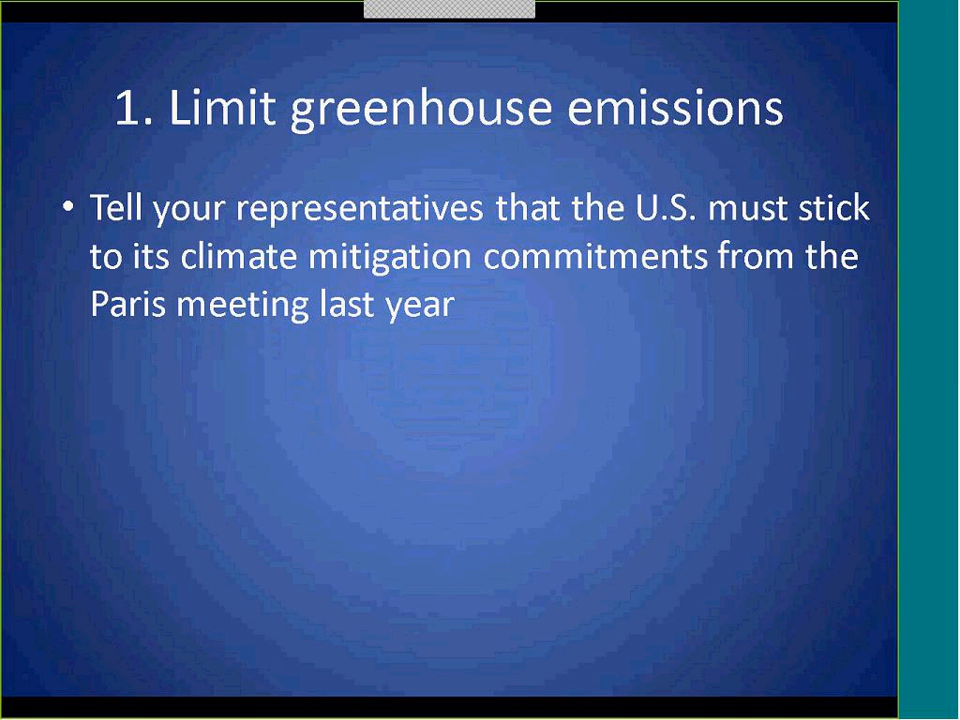 1. Limit greenhouse emissions
• Tell your representatives that the U.S. must stick
to its climate mitigation commitments from the
Paris meeting last year